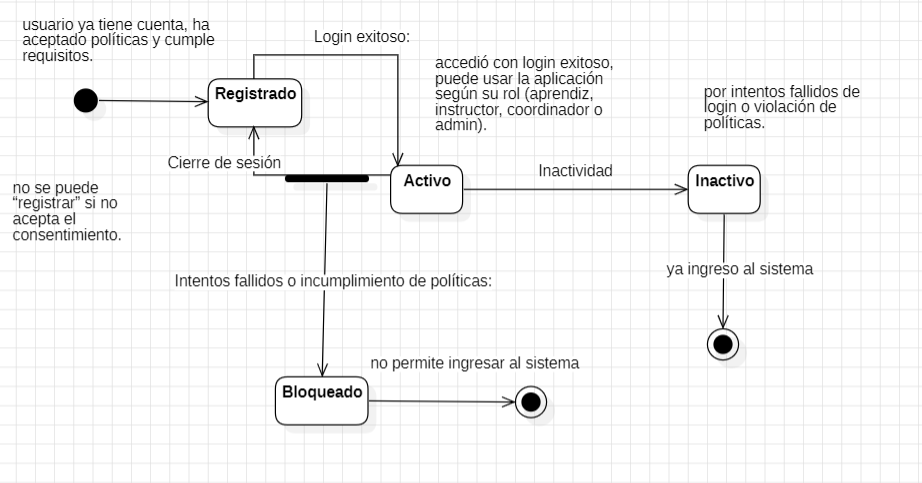 usuario ya tiene cuenta, ha
aceptado políticas y cumple
requisitos.
Login exitoso:
accedió con login exitoso,
puede usar la aplicación
según su rol (aprendiz,
instructor, coordinador o
admin).
por intentos fallidos de
login o violación de
políticas.
Registrado
Cierre de sesión
Activo
Inactividad
Inactivo
no se puede
“registrar” si no
acepta el
consentimiento.
Intentos fallidos o incumplimiento de políticas:
ya ingreso al sistema
no permite ingresar al sistema
Bloqueado